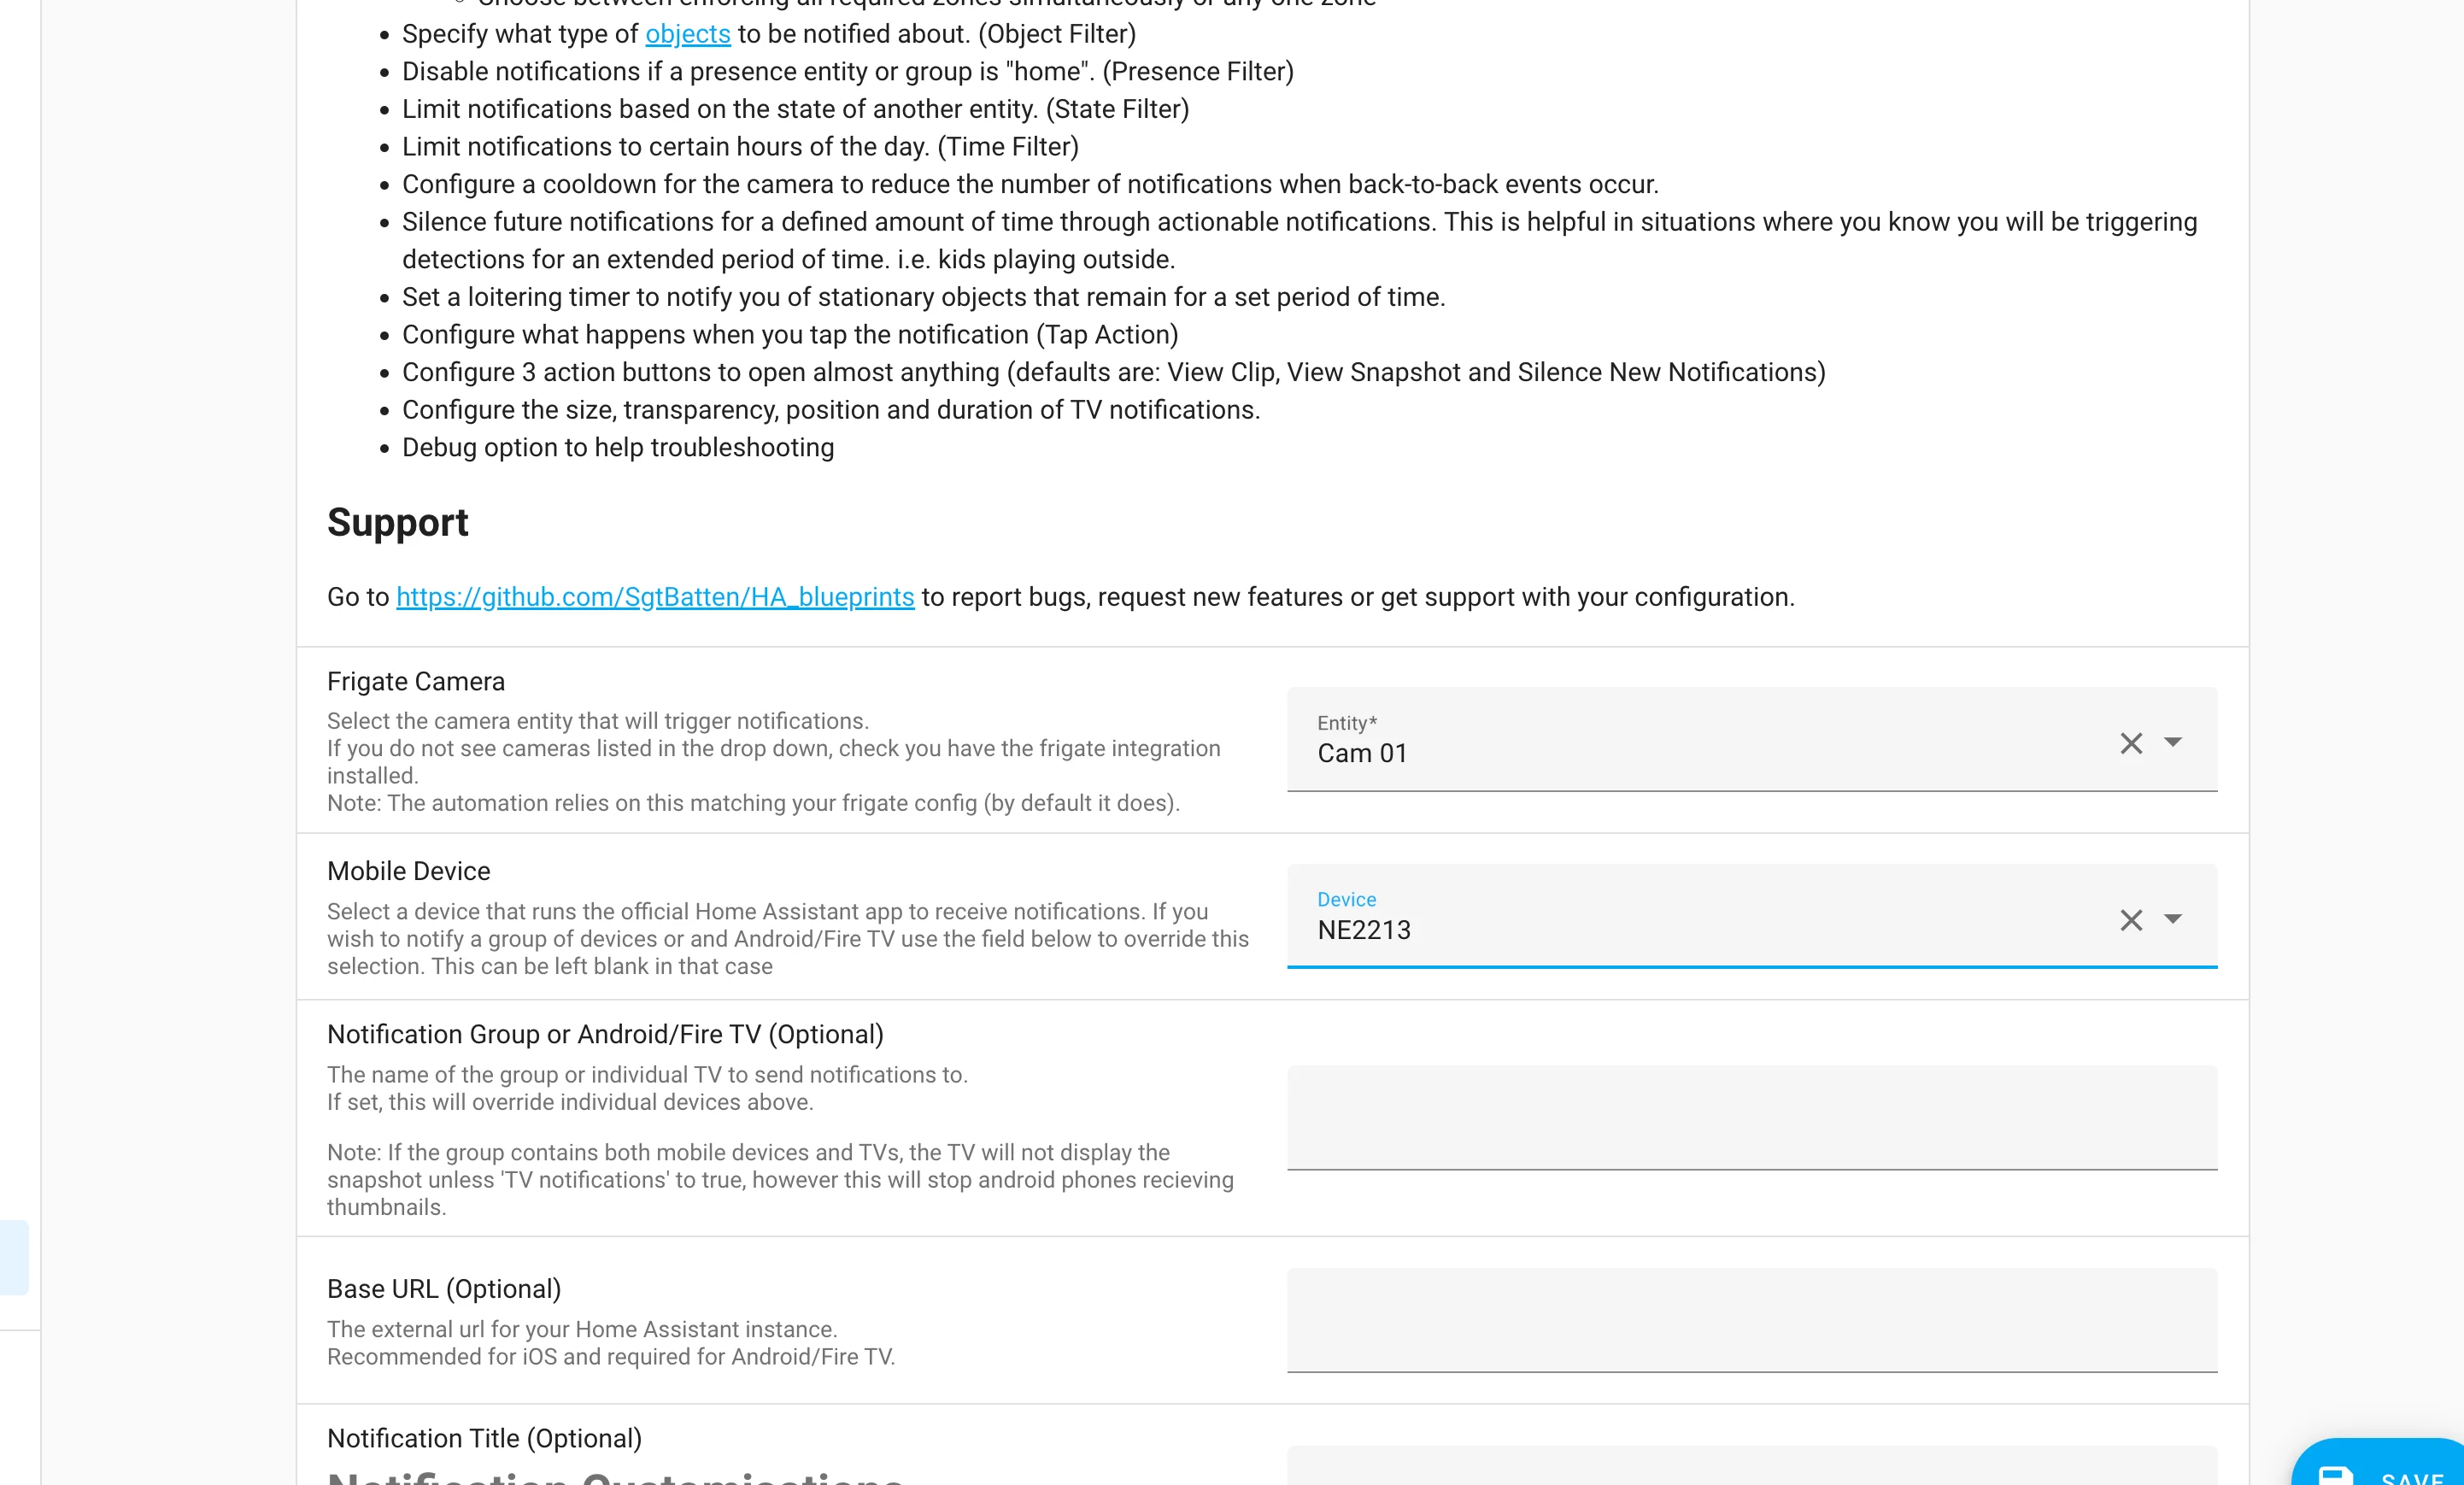 Choose between enforcing all required zones simultaneously or any one zone
Specify what type of objects to be notified about. (Object Filter)
Disable notifications if a presence entity or group is "home". (Presence Filter)
Limit notifications based on the state of another entity. (State Filter)
Limit notifications to certain hours of the day. (Time Filter)
Configure a cooldown for the camera to reduce the number of notifications when back-to-back events occur.
Silence future notifications for a defined amount of time through actionable notifications. This is helpful in situations where you know you will be triggering
detections for an extended period of time. i.e. kids playing outside.
Set a loitering timer to notify you of stationary objects that remain for a set period of time.
Configure what happens when you tap the notification (Tap Action)
Configure 3 action buttons to open almost anything (defaults are: View Clip, View Snapshot and Silence New Notifications)
Configure the size, transparency, position and duration of TV notifications.
Debug option to help troubleshooting
Support
Go to https://github.com/SgtBatten/HA_blueprints to report bugs, request new features or get support with your configuration.
Frigate Camera
Select the camera entity that will trigger notifications.
If you do not see cameras listed in the drop down, check you have the frigate integration
installed.
Note: The automation relies on this matching your frigate config (by default it does).
Entity*
Cam 01
Mobile Device
Select a device that runs the official Home Assistant app to receive notifications. If you
wish to notify a group of devices or and Android/Fire TV use the field below to override this
selection. This can be left blank in that case
Device
NE2213
Notification Group or Android/Fire TV (Optional)
The name of the group or individual TV to send notifications to.
If set, this will override individual devices above.
Note: If the group contains both mobile devices and TVs, the TV will not display the
snapshot unless 'TV notifications' to true, however this will stop android phones recieving
thumbnails.
Base URL (Optional)
The external url for your Home Assistant instance.
Recommended for iOS and required for Android/Fire TV.
Notification Title (Optional)
Notification Customisations
SAVE